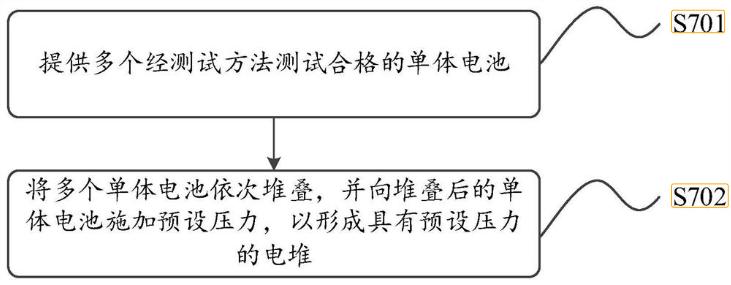 提供多个经测试方法测试合格的单体电池
S701
将多个单体电池依次堆叠，并向堆叠后的单
体电池施加预设压力，以形成具有预设压力
的电堆
S702